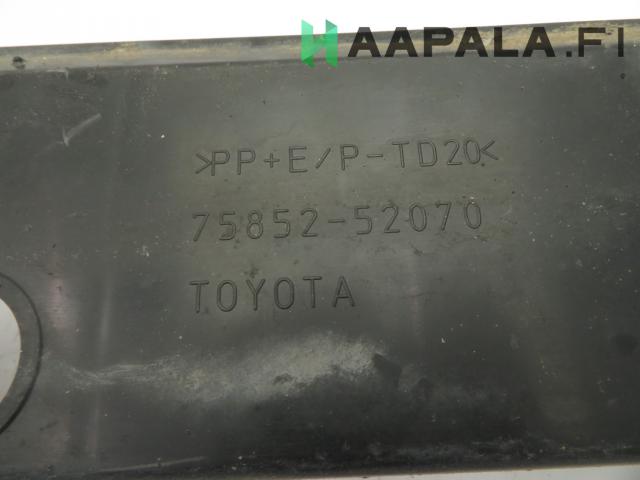 HAAPALA.FI
>PP+E/P-TD20<
75852-52070
TOYOTA